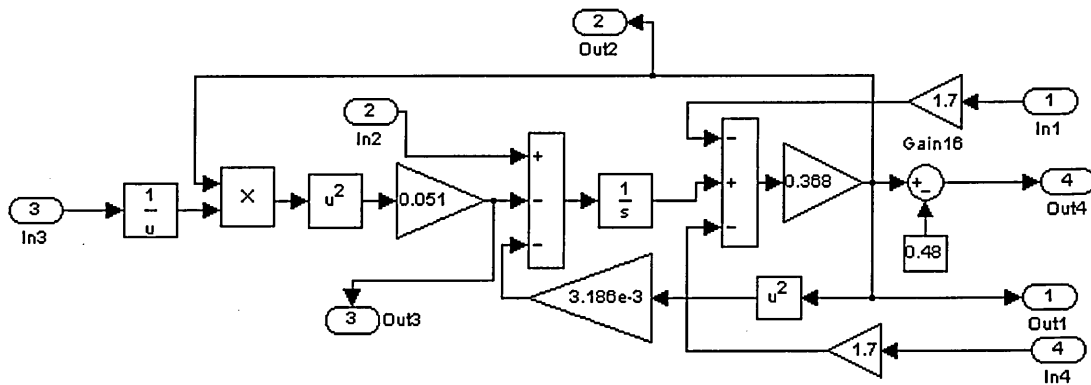 2
Out2
1.7
1
In1
Gain16
2
In2
−
+
−
−
+
−
−
0.368
+
−
4
Out4
0.48
3
In3
1
u
×
u²
0.051
1
s
3.186e-3
u²
1
Out1
3
Out3
1.7
4
In4